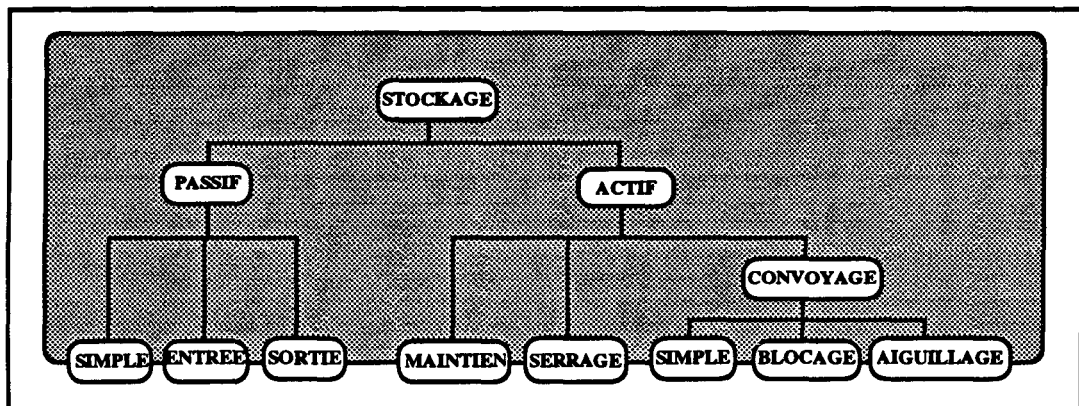 STOCKAGE
PASSIF
ACTIF
CONVOYAGE
SIMPLE ENTREE SORTIE MAINTIEN SERRAGE SIMPLE BLOCAGE AIGUILLAGE